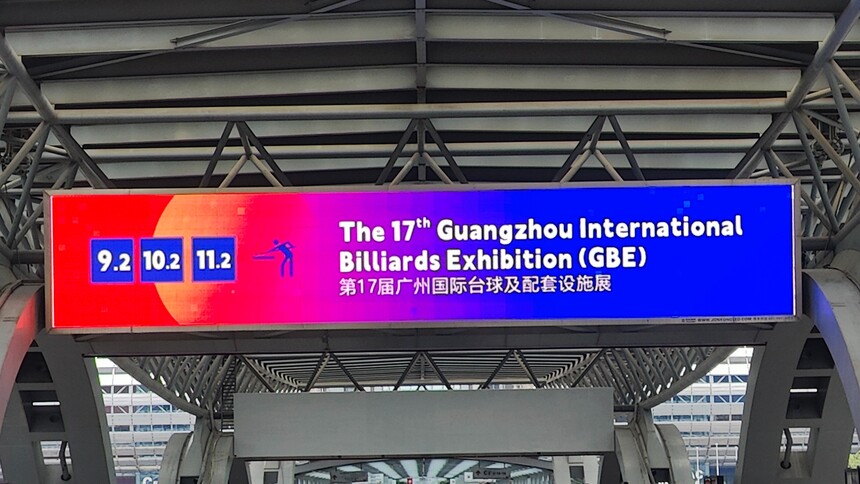 9.2 10.2 11.2
The 17th Guangzhou International
Billiards Exhibition (GBE)
第17届广州国际台球及配套设施展